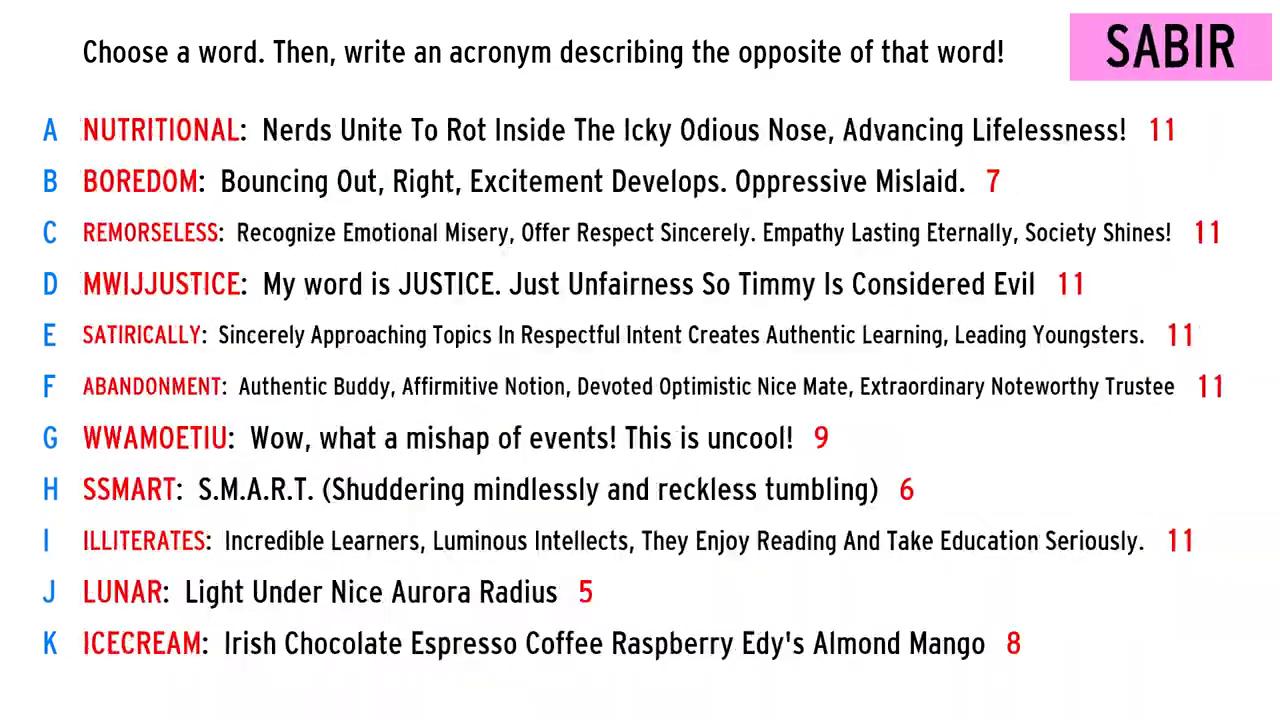 Choose a word. Then, write an acronym describing the opposite of that word!
SABIR
A NUTRITIONAL: Nerds Unite To Rot Inside The Icky Odious Nose, Advancing Lifelessness! 11
B BOREDOM: Bouncing Out, Right, Excitement Develops. Oppressive Mislaid. 7
C REMORSELESS: Recognize Emotional Misery, Offer Respect Sincerely. Empathy Lasting Eternally, Society Shines! 11
D MWIJJUSTICE: My word is JUSTICE. Just Unfairness So Timmy Is Considered Evil 11
E SATIRICALLY: Sincerely Approaching Topics In Respectful Intent Creates Authentic Learning, Leading Youngsters. 11
F ABANDONMENT: Authentic Buddy, Affirmitive Notion, Devoted Optimistic Nice Mate, Extraordinary Noteworthy Trustee 11
G WWAMOETIU: Wow, what a mishap of events! This is uncool! 9
H SSMART: S.M.A.R.T. (Shuddering mindlessly and reckless tumbling) 6
I ILLITERATES: Incredible Learners, Luminous Intellects, They Enjoy Reading And Take Education Seriously. 11
J LUNAR: Light Under Nice Aurora Radius 5
K ICECREAM: Irish Chocolate Espresso Coffee Raspberry Edy's Almond Mango 8